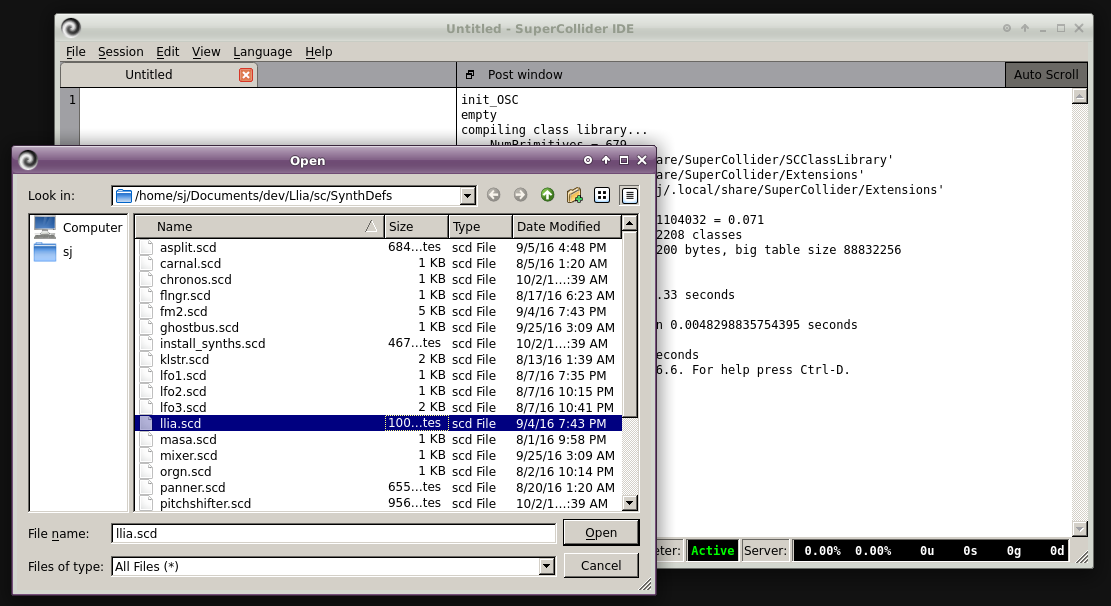 Untitled - SuperCollider IDE
File Session Edit View Language Help
Untitled
Post window
Auto Scroll
1
init_OSC
empty
compiling class library...
NumPrimitives = 679
are/SuperCollider/SCClassLibrary'
are/SuperCollider/Extensions'
j/.local/share/SuperCollider/Extensions'
1104032 = 0.071
2208 classes
200 bytes, big table size 88832256
.33 seconds
n 0.0048298835754395 seconds
econds
6.6. For help press Ctrl-D.
Open
Look in: /home/sj/Documents/dev/Llia/sc/SynthDefs
Computer
sj
Name Size Type Date Modified
asplit.scd 684...tes scd File 9/5/16 4:48 PM
carnal.scd 1 KB scd File 8/5/16 1:20 AM
chronos.scd 1 KB scd File 10/2/1...:39 AM
flngr.scd 1 KB scd File 8/17/16 6:23 AM
fm2.scd 5 KB scd File 9/4/16 7:43 PM
ghostbus.scd 1 KB scd File 9/25/16 3:09 AM
install_synths.scd 467...tes scd File 10/2/1...:39 AM
klstr.scd 2 KB scd File 8/13/16 1:39 AM
lfo1.scd 1 KB scd File 8/7/16 7:35 PM
lfo2.scd 1 KB scd File 8/7/16 10:15 PM
lfo3.scd 2 KB scd File 8/7/16 10:41 PM
llia.scd 100...tes scd File 9/4/16 7:43 PM
masa.scd 1 KB scd File 8/1/16 9:58 PM
mixer.scd 1 KB scd File 9/25/16 3:09 AM
orgn.scd 1 KB scd File 8/2/16 10:14 PM
panner.scd 655...tes scd File 8/20/16 1:20 AM
pitchshifter.scd 956...tes scd File 10/2/1...:39 AM
File name: llia.scd Open
Files of type: All Files (*) Cancel
eter: Active Server: 0.00% 0.00% 0u 0s 0g 0d